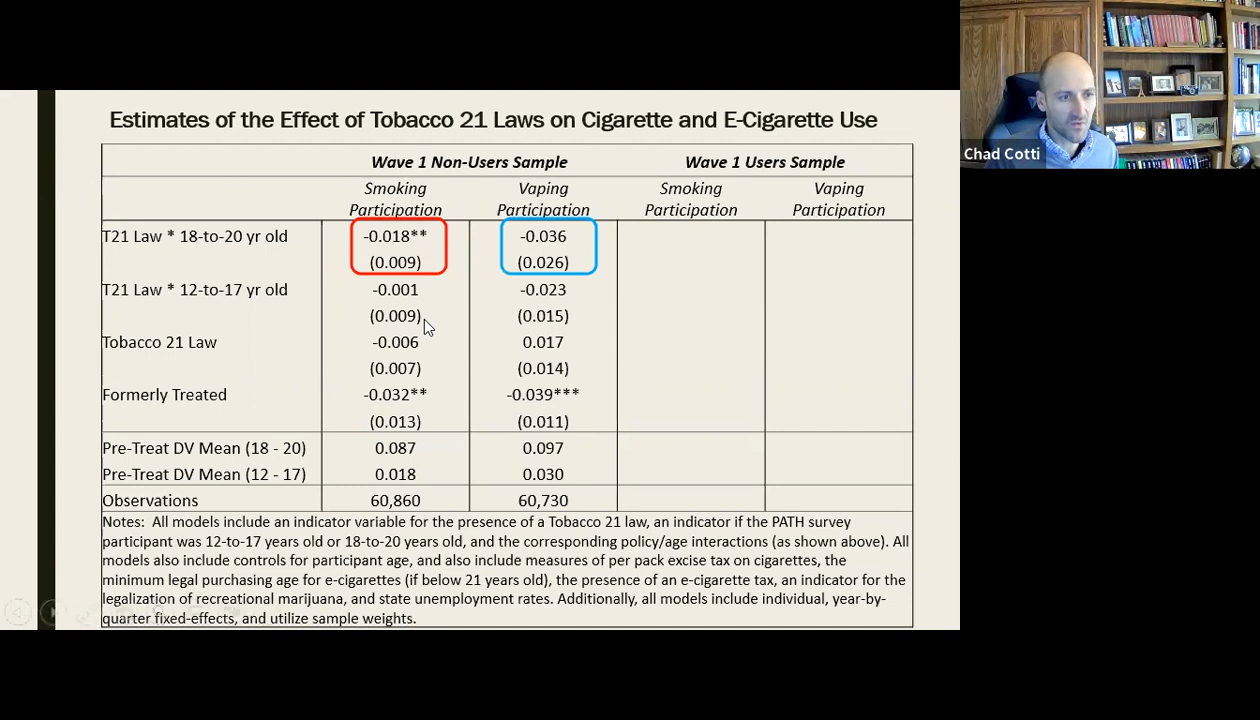 Estimates of the Effect of Tobacco 21 Laws on Cigarette and E-Cigarette Use
Wave 1 Non-Users Sample Wave 1 Users Sample
Smoking Participation Vaping Participation Smoking Participation Vaping Participation
T21 Law * 18-to-20 yr old -0.018** -0.036
(0.009) (0.026)
T21 Law * 12-to-17 yr old -0.001 -0.023
(0.009) (0.015)
Tobacco 21 Law -0.006 0.017
(0.007) (0.014)
Formerly Treated -0.032** -0.039***
(0.013) (0.011)
Pre-Treat DV Mean (18 - 20) 0.087 0.097
Pre-Treat DV Mean (12 - 17) 0.018 0.030
Observations 60,860 60,730
Notes: All models include an indicator variable for the presence of a Tobacco 21 law, an indicator if the PATH survey
participant was 12-to-17 years old or 18-to-20 years old, and the corresponding policy/age interactions (as shown above). All
models also include controls for participant age, and also include measures of per pack excise tax on cigarettes, the
minimum legal purchasing age for e-cigarettes (if below 21 years old), the presence of an e-cigarette tax, an indicator for the
legalization of recreational marijuana, and state unemployment rates. Additionally, all models include individual, year-by-
quarter fixed-effects, and utilize sample weights.
Chad Cotti